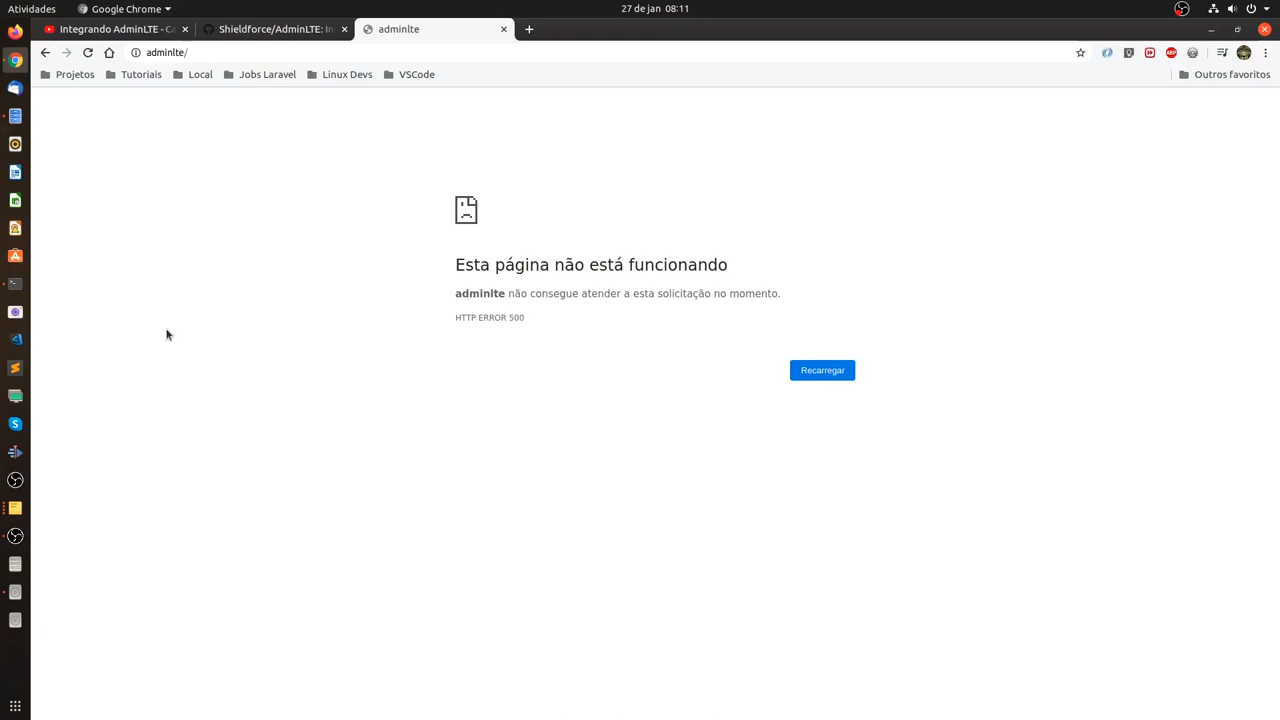 Atividades
Google Chrome
27 de jan 08:11
Integrando AdminLTE - Ca
Shieldforce/AdminLTE: In
adminlte
adminlte/
Projetos
Tutoriais
Local
Jobs Laravel
Linux Devs
VSCode
Outros favoritos
Esta página não está funcionando
adminlte não consegue atender a esta solicitação no momento.
HTTP ERROR 500
Recarregar